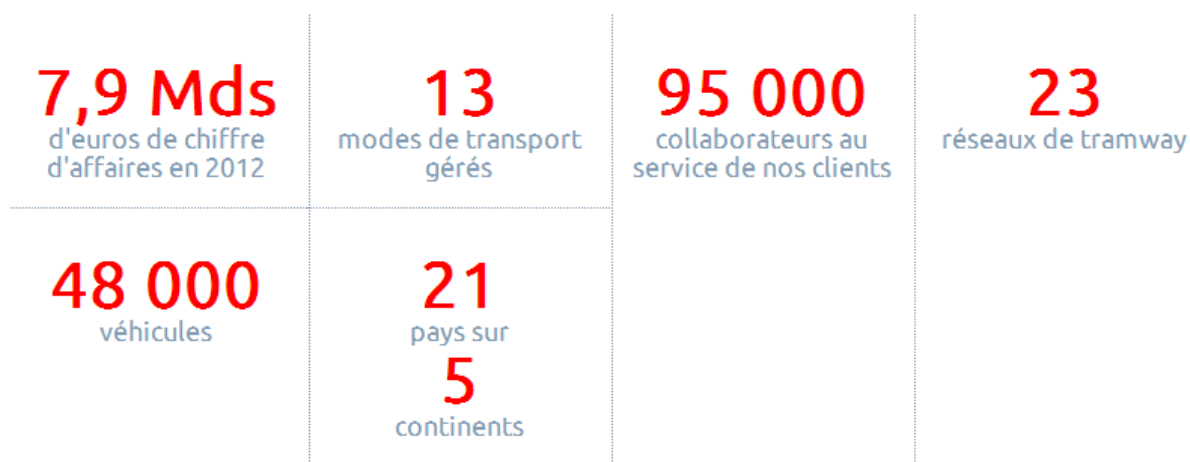 7,9 Mds
d'euros de chiffre
d'affaires en 2012
13
modes de transport
gérés
95 000
collaborateurs au
service de nos clients
23
réseaux de tramway
48 000
véhicules
21
pays sur
5
continents